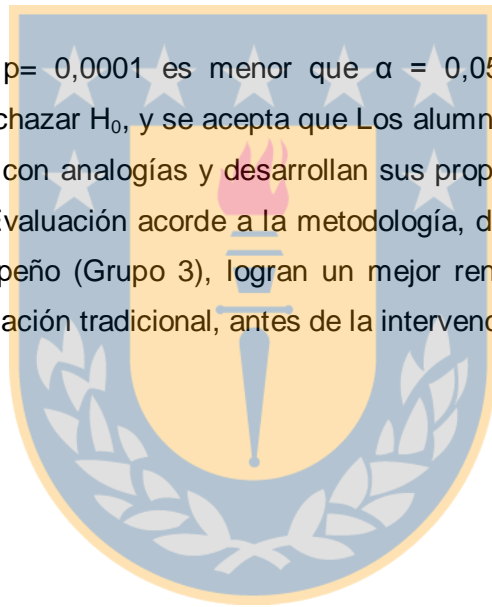 p= 0,0001 es menor que α = 0,05
chazar H₀, y se acepta que Los alumn
con analogías y desarrollan sus prop
Evaluación acorde a la metodología, d
peño (Grupo 3), logran un mejor ren
ación tradicional, antes de la intervenc